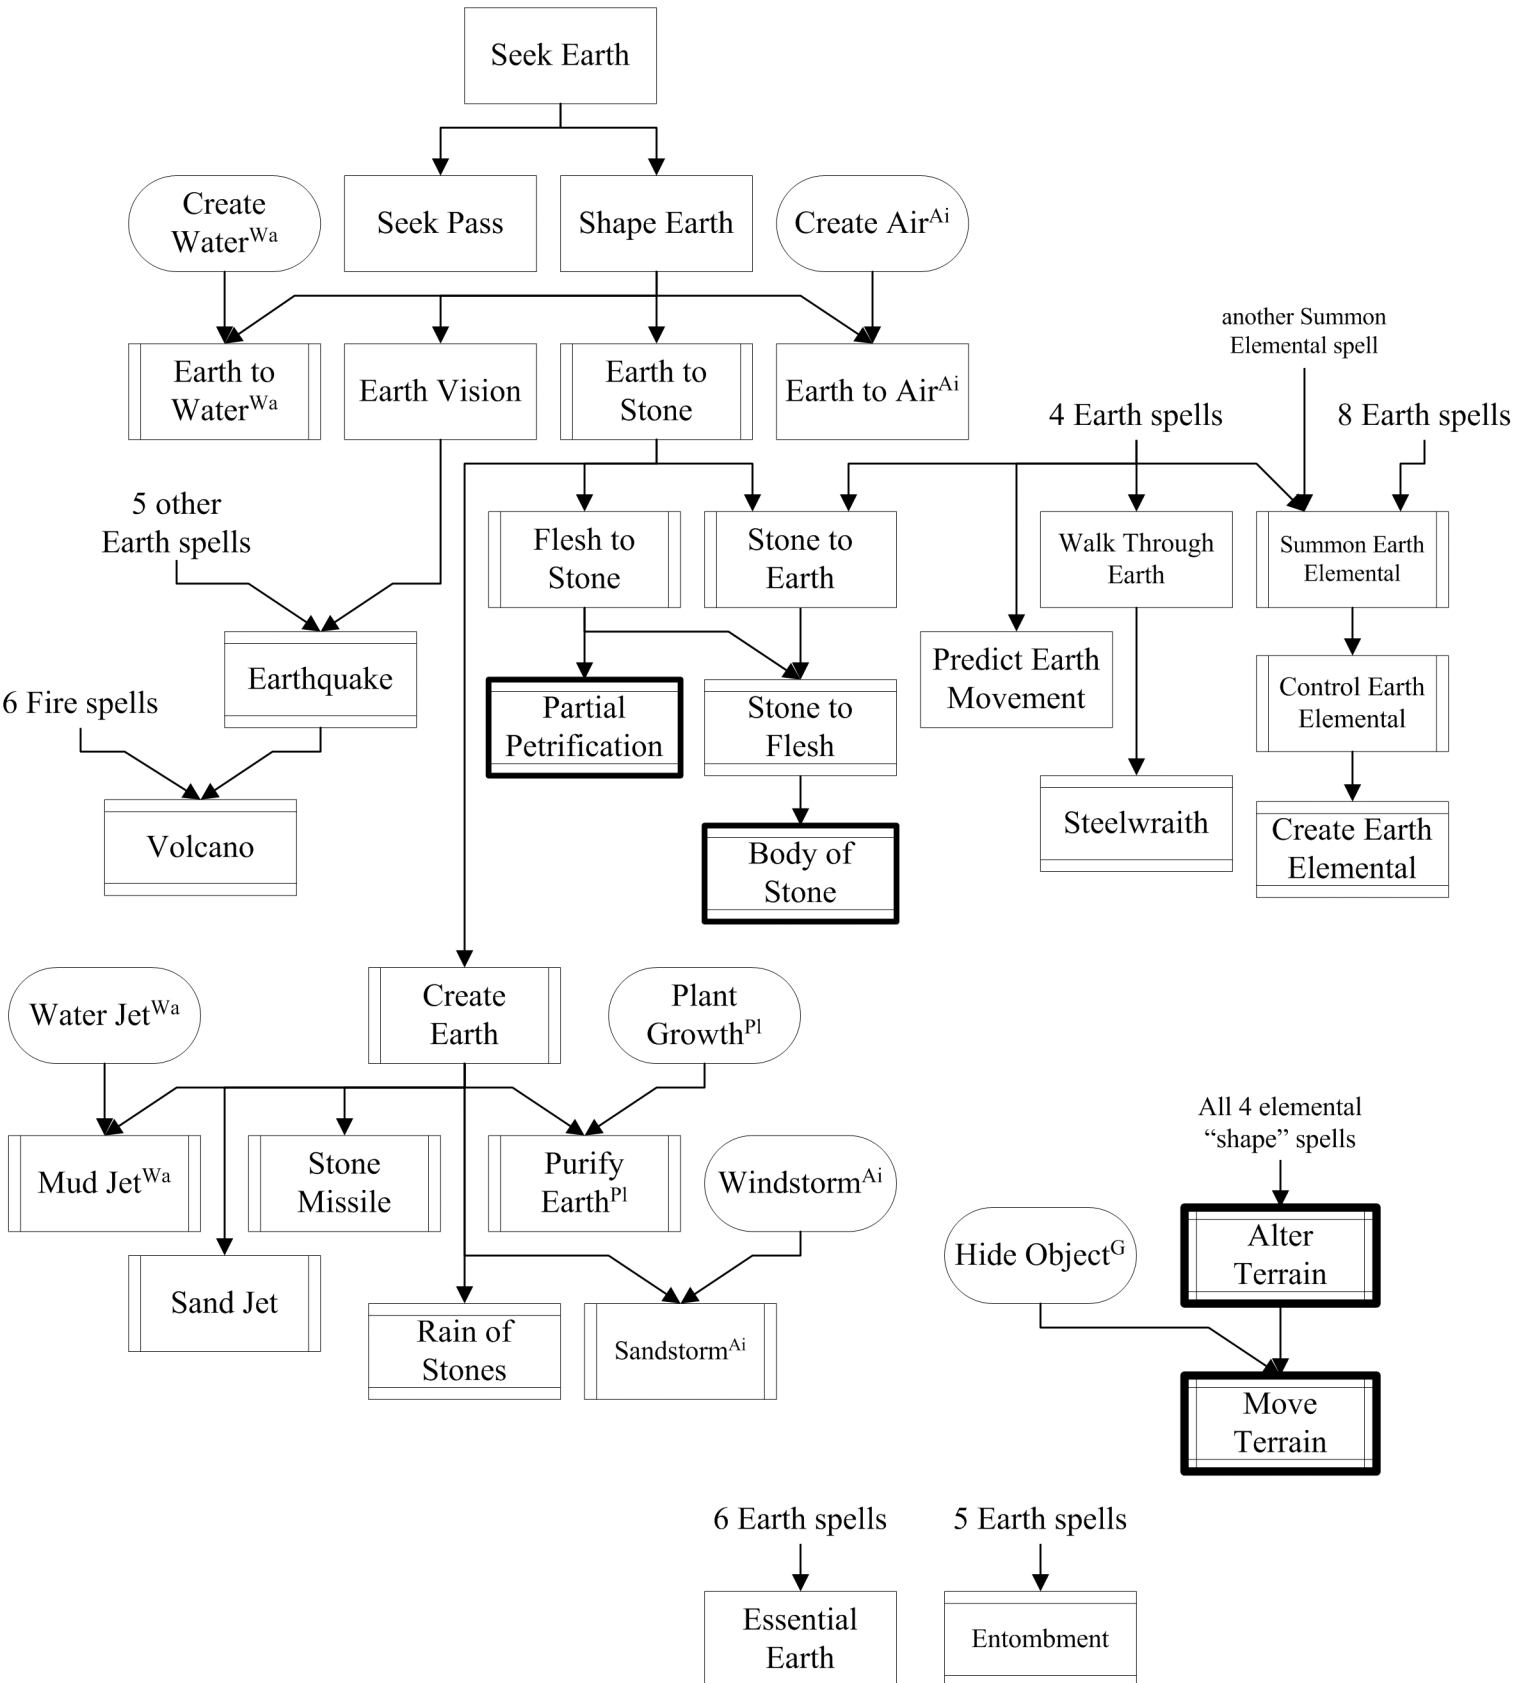 Seek Earth
Create
Water^Wa
Seek Pass
Shape Earth
Create Air^Ai
another Summon
Elemental spell
Earth to
Water^Wa
Earth Vision
Earth to
Stone
Earth to Air^Ai
4 Earth spells
8 Earth spells
5 other
Earth spells
Flesh to
Stone
Stone to
Earth
Walk Through
Earth
Summon Earth
Elemental
Earthquake
6 Fire spells
Partial
Petrification
Stone to
Flesh
Predict Earth
Movement
Control Earth
Elemental
Volcano
Body of
Stone
Steelwraith
Create Earth
Elemental
Water Jet^Wa
Create
Earth
Plant
Growth^Pl
All 4 elemental
“shape” spells
Mud Jet^Wa
Stone
Missile
Purify
Earth^Pl
Windstorm^Ai
Hide Object^G
Alter
Terrain
Sand Jet
Rain of
Stones
Sandstorm^Ai
Move
Terrain
6 Earth spells
5 Earth spells
Essential
Earth
Entombment